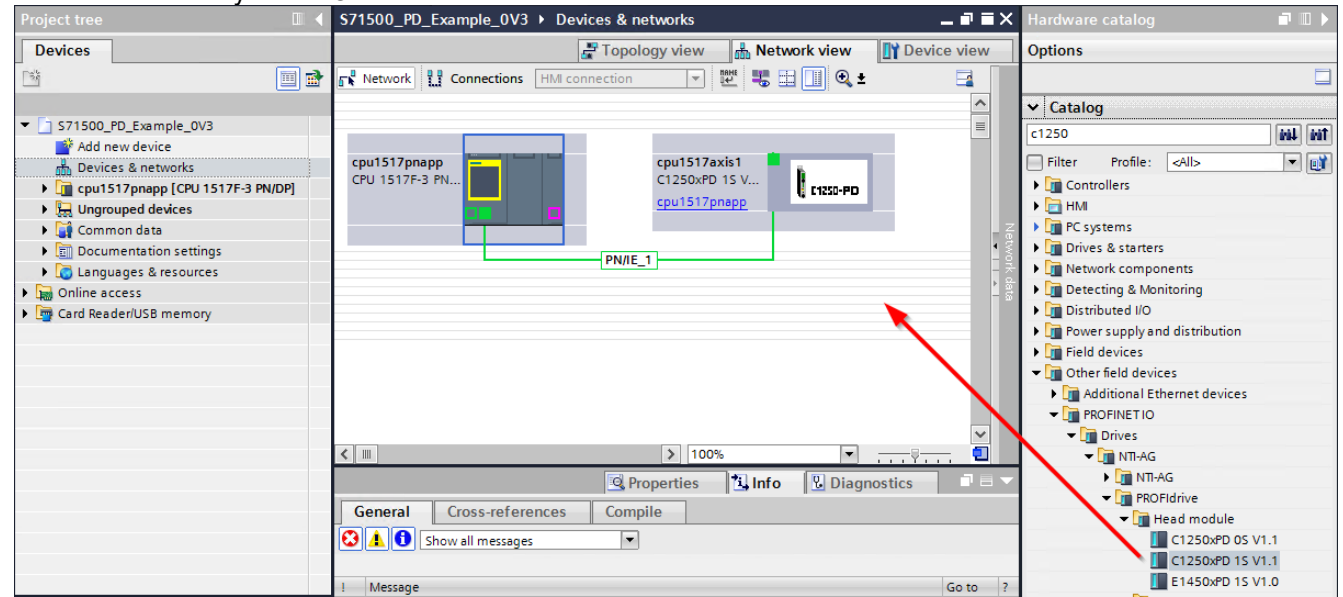 Project tree
Devices
S71500_PD_Example_0V3
Add new device
Devices & networks
cpu1517pnapp [CPU 1517F-3 PN/DP]
Ungrouped devices
Common data
Documentation settings
Languages & resources
Online access
Card Reader/USB memory
S71500_PD_Example_0V3 Devices & networks
Topology view Network view Device view
Network Connections HMI connection
cpu1517pnapp
CPU 1517F-3 PN...
cpu1517axis1
C1250xPD 1S V...
cpu1517pnapp
C1250-PD
PN/IE_1
Network data
100%
Properties Info Diagnostics
General Cross-references Compile
Show all messages
! Message Go to ?
Hardware catalog
Options
Catalog
c1250
Filter Profile: <All>
Controllers
HMI
PC systems
Drives & starters
Network components
Detecting & Monitoring
Distributed I/O
Power supply and distribution
Field devices
Other field devices
Additional Ethernet devices
PROFINET IO
Drives
NTI-AG
NTI-AG
PROFIdrive
Head module
C1250xPD 0S V1.1
C1250xPD 1S V1.1
E1450xPD 1S V1.0